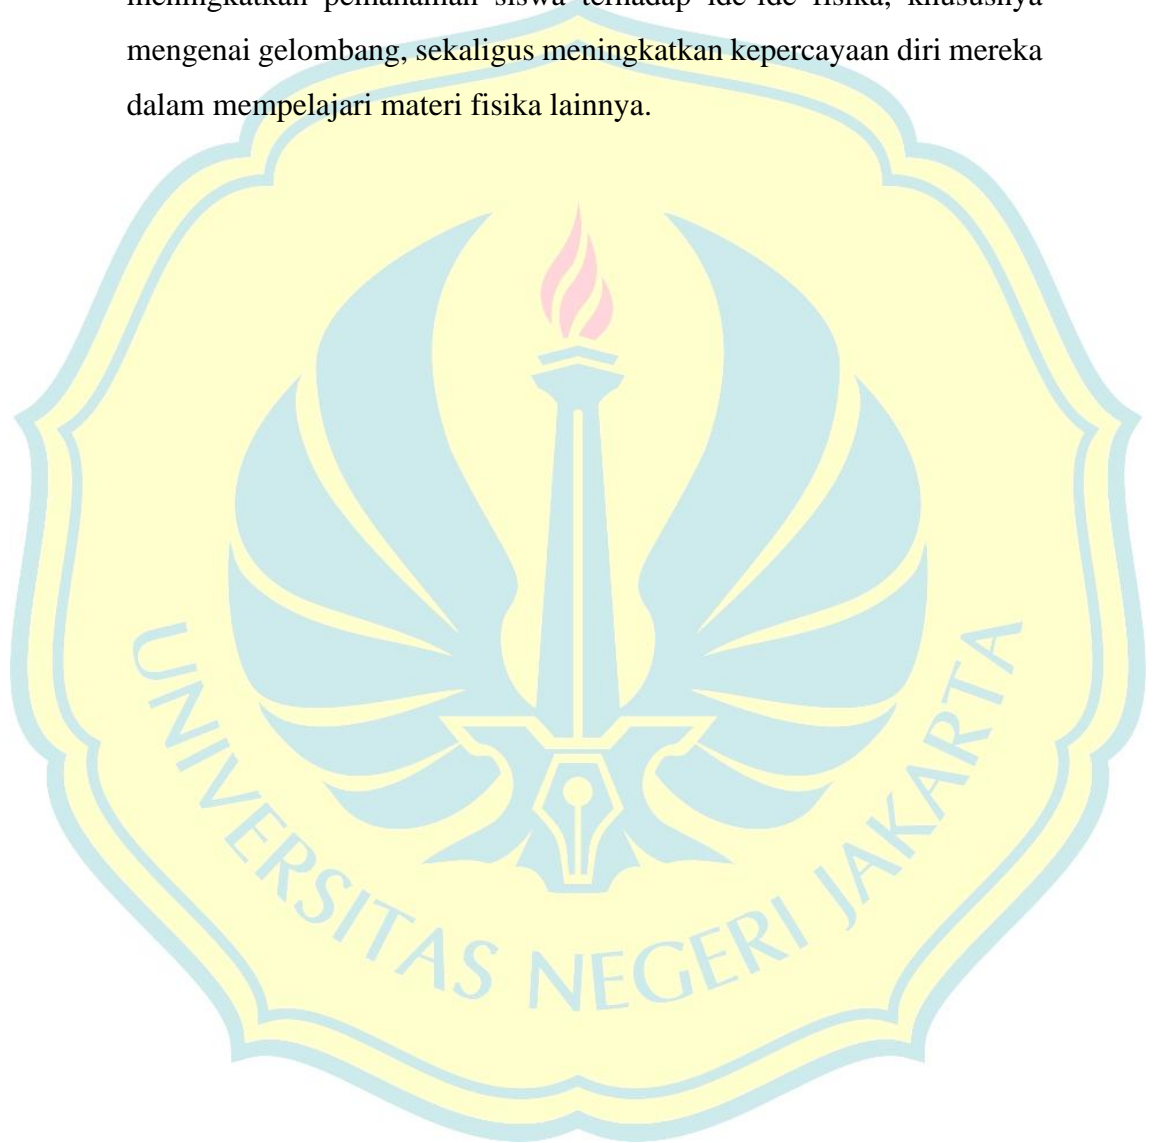 meningkatkan pemahaman siswa terhadap ide-ide fisika, khususnya
mengenai gelombang, sekaligus meningkatkan kepercayaan diri mereka
dalam mempelajari materi fisika lainnya.
UNIVERSITAS NEGERI JAKARTA